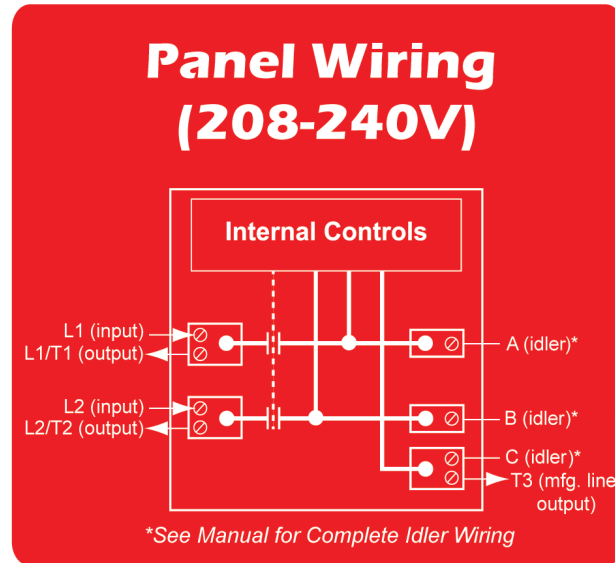 Panel Wiring
(208-240V)
Internal Controls
L1 (input)
L1/T1 (output)
A (idler)*
L2 (input)
L2/T2 (output)
B (idler)*
C (idler)*
T3 (mfg. line
output)
*See Manual for Complete Idler Wiring